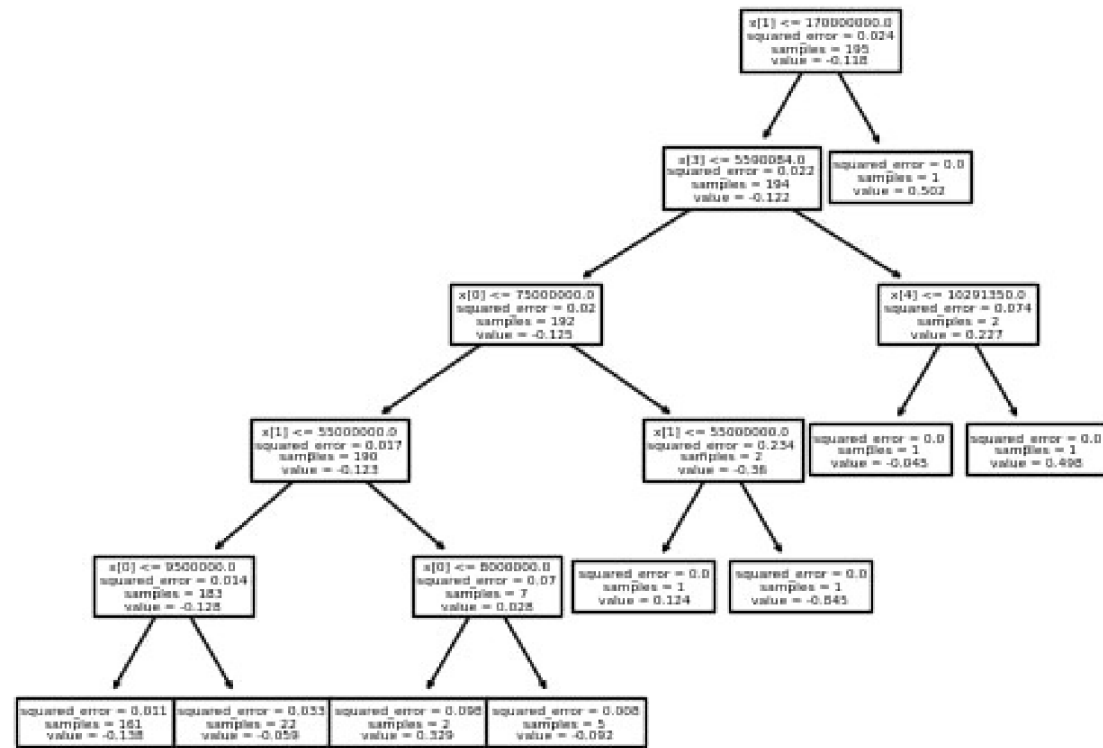 x[1] <= 170000000.0
squared_error = 0.024
samples = 195
value = -0.118
x[3] <= 5590084.0
squared_error = 0.022
samples = 194
value = -0.122
squared_error = 0.0
samples = 1
value = 0.502
x[0] <= 75000000.0
squared_error = 0.02
samples = 192
value = -0.125
x[4] <= 10291350.0
squared_error = 0.074
samples = 2
value = 0.227
x[1] <= 55000000.0
squared_error = 0.017
samples = 190
value = -0.123
x[1] <= 55000000.0
squared_error = 0.234
samples = 2
value = -0.36
squared_error = 0.0
samples = 1
value = -0.045
squared_error = 0.0
samples = 1
value = 0.498
x[0] <= 9500000.0
squared_error = 0.014
samples = 183
value = -0.128
x[0] <= 8000000.0
squared_error = 0.07
samples = 7
value = 0.028
squared_error = 0.0
samples = 1
value = 0.124
squared_error = 0.0
samples = 1
value = -0.845
squared_error = 0.011
samples = 161
value = -0.138
squared_error = 0.033
samples = 22
value = -0.059
squared_error = 0.098
samples = 2
value = 0.329
squared_error = 0.008
samples = 5
value = -0.092